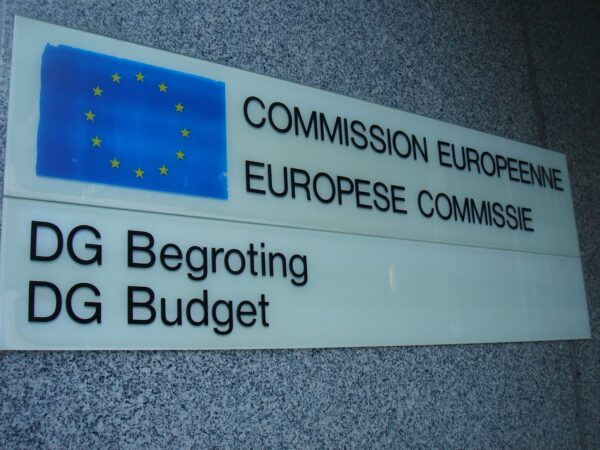 COMMISSION EUROPEENNE
EUROPESE COMMISSIE
DG Begroting
DG Budget